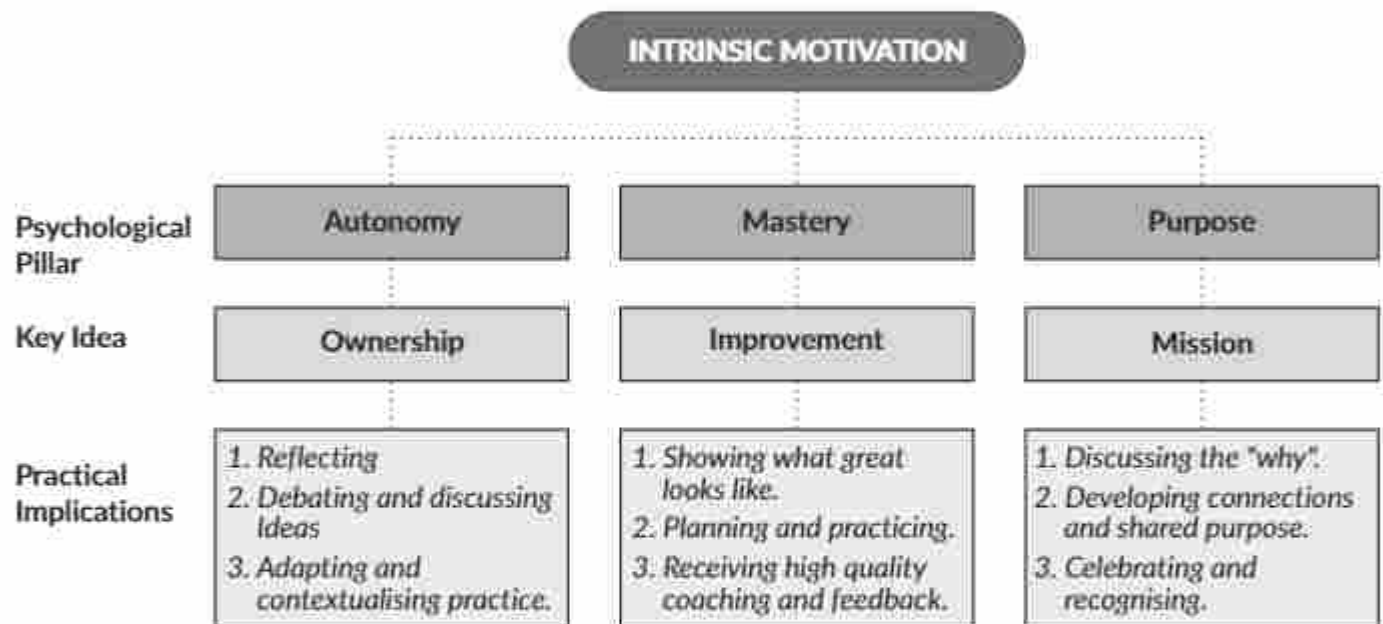 INTRINSIC MOTIVATION
Psychological
Pillar
Autonomy
Mastery
Purpose
Key Idea
Ownership
Improvement
Mission
Practical
Implications
1. Reflecting
2. Debating and discussing
Ideas
3. Adapting and
contextualising practice.
1. Showing what great
looks like.
2. Planning and practicing.
3. Receiving high quality
coaching and feedback.
1. Discussing the "why".
2. Developing connections
and shared purpose.
3. Celebrating and
recognising.